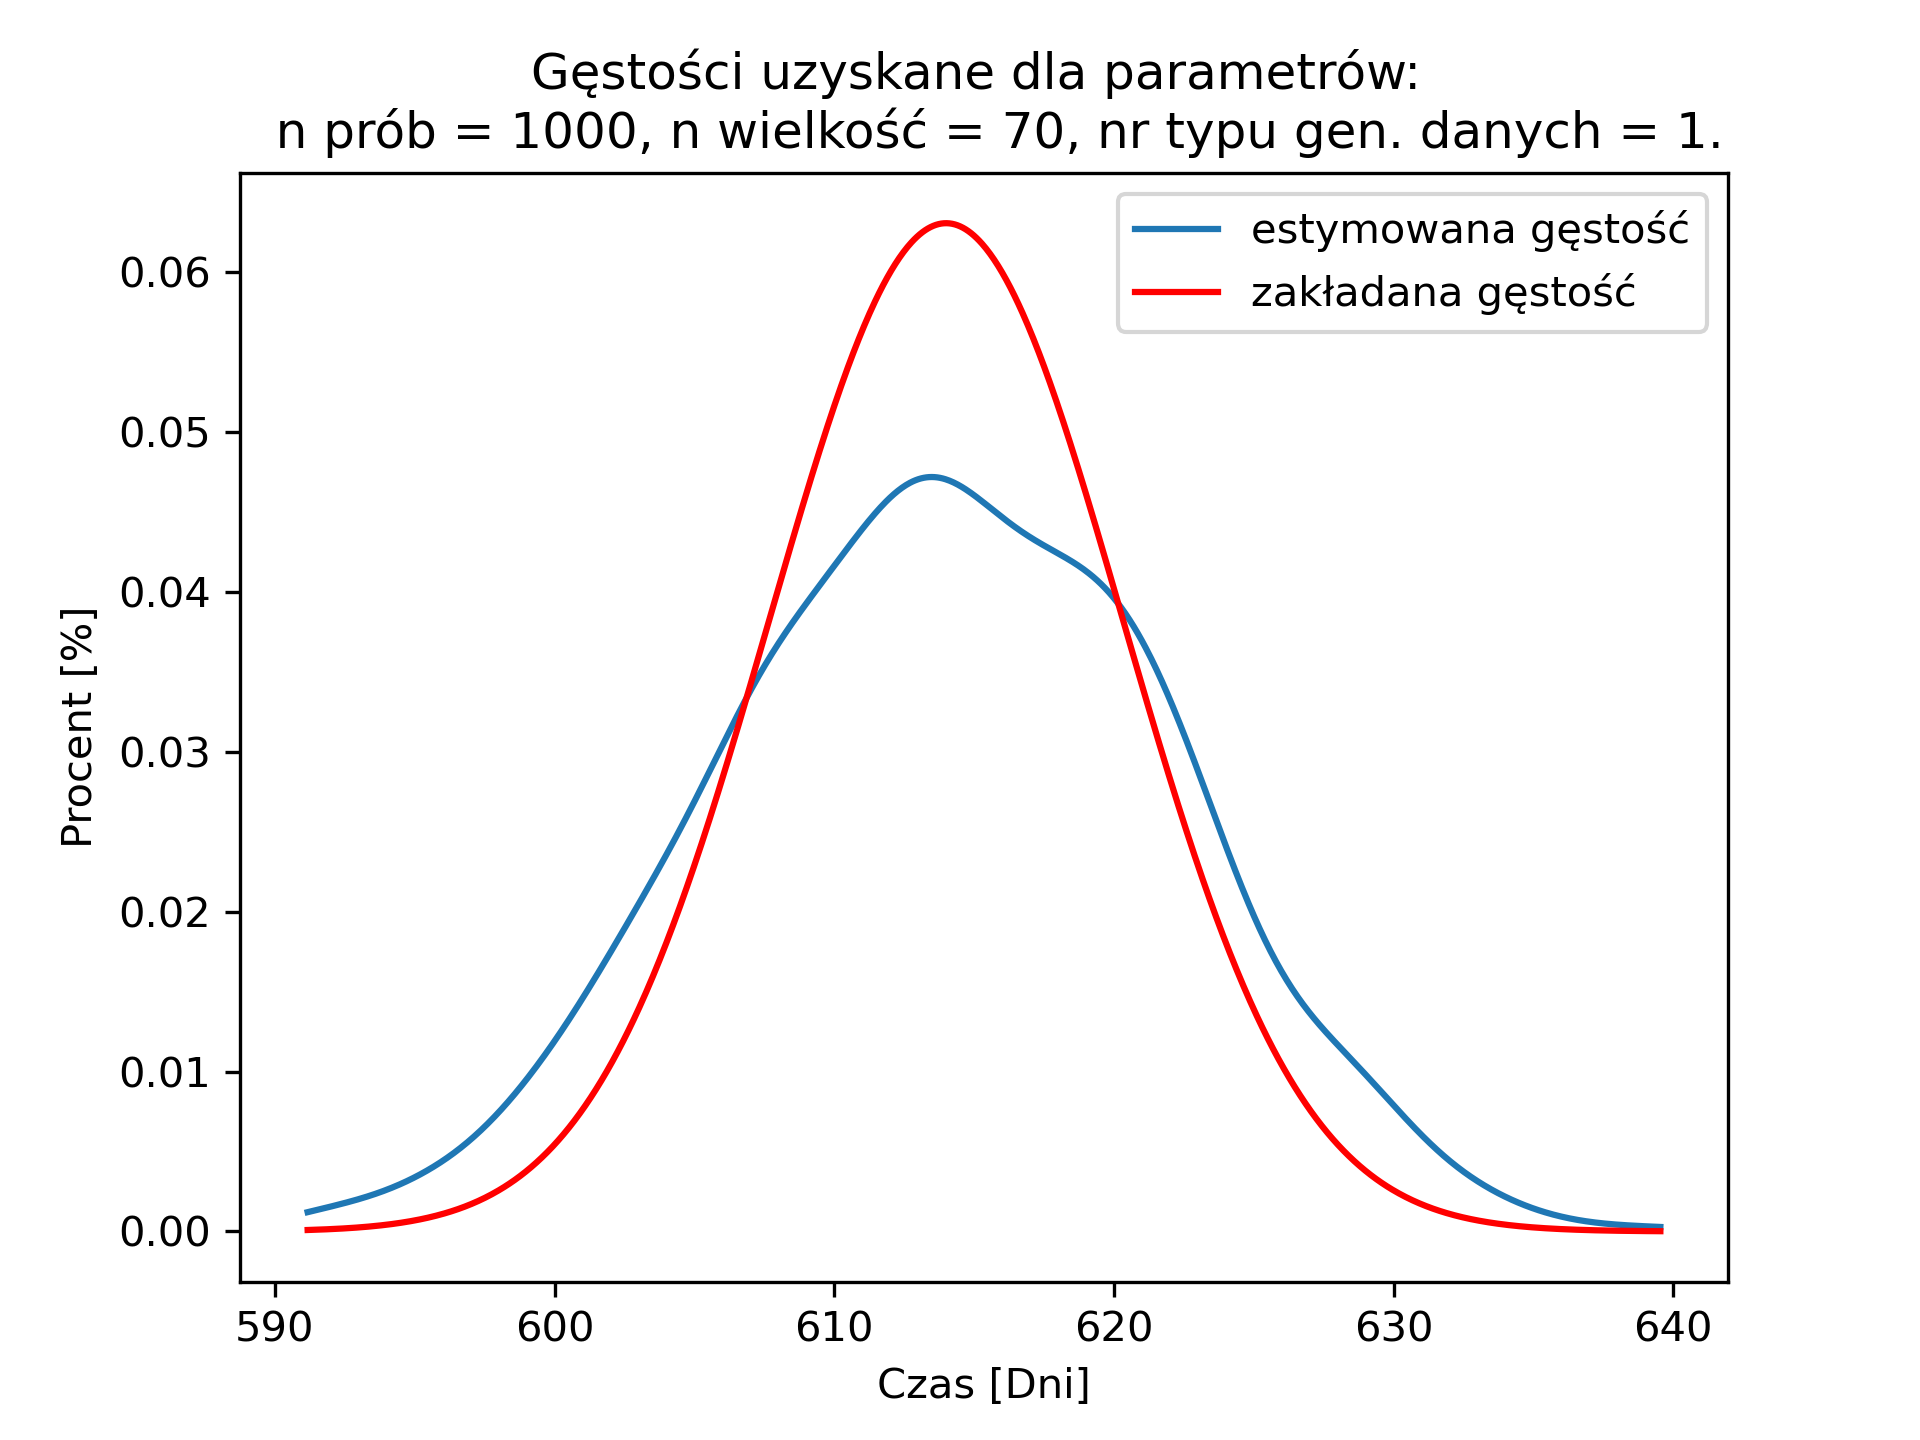 Gęstości uzyskane dla parametrów:
n prób = 1000, n wielkość = 70, nr typu gen. danych = 1.
estymowana gęstość
zakładana gęstość
0.06
0.05
0.04
0.03
0.02
0.01
0.00
Procent [%]
590 600 610 620 630 640
Czas [Dni]